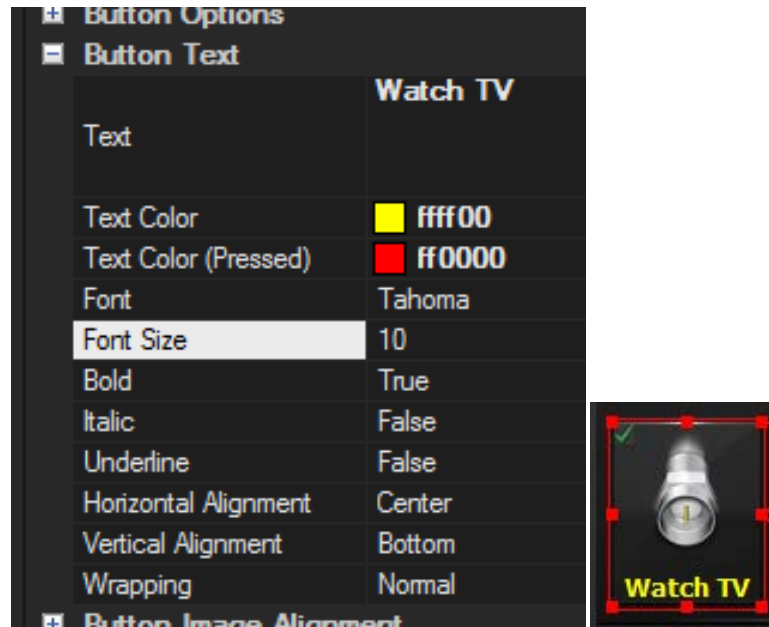 Button Options
Button Text
Text Watch TV
Text Color ffff00
Text Color (Pressed) ff0000
Font Tahoma
Font Size 10
Bold True
Italic False
Underline False
Horizontal Alignment Center
Vertical Alignment Bottom
Wrapping Normal
Button Image Alignment
Watch TV